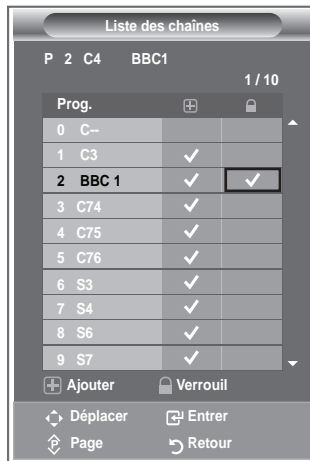 Liste des chaînes
P 2 C4 BBC1
1 / 10
Prog.
0 C--
1 C3
2 BBC 1
3 C74
4 C75
5 C76
6 S3
7 S4
8 S6
9 S7
Ajouter Verrouil
Déplacer Entrer
P Page Retour